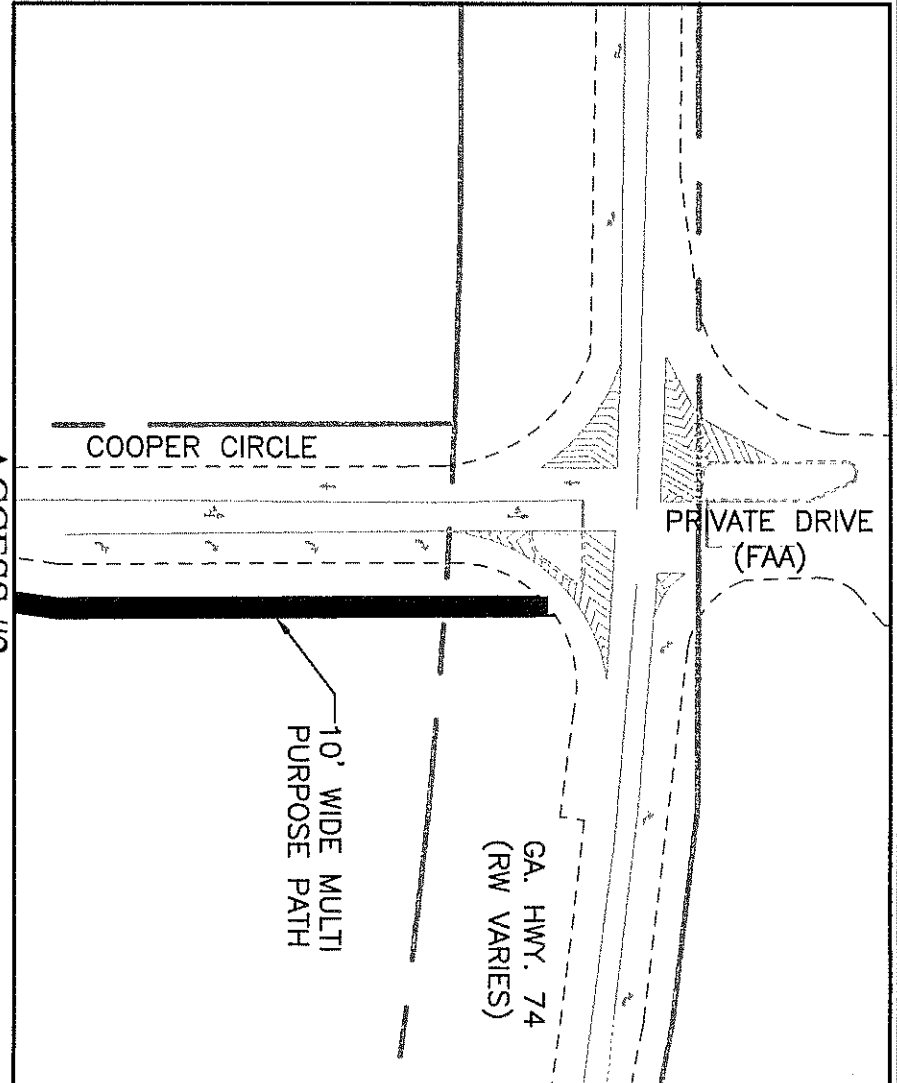 COOPER CIRCLE
PRIVATE DRIVE
(FAA)
10' WIDE MULTI
PURPOSE PATH
GA. HWY. 74
(RW VARIES)